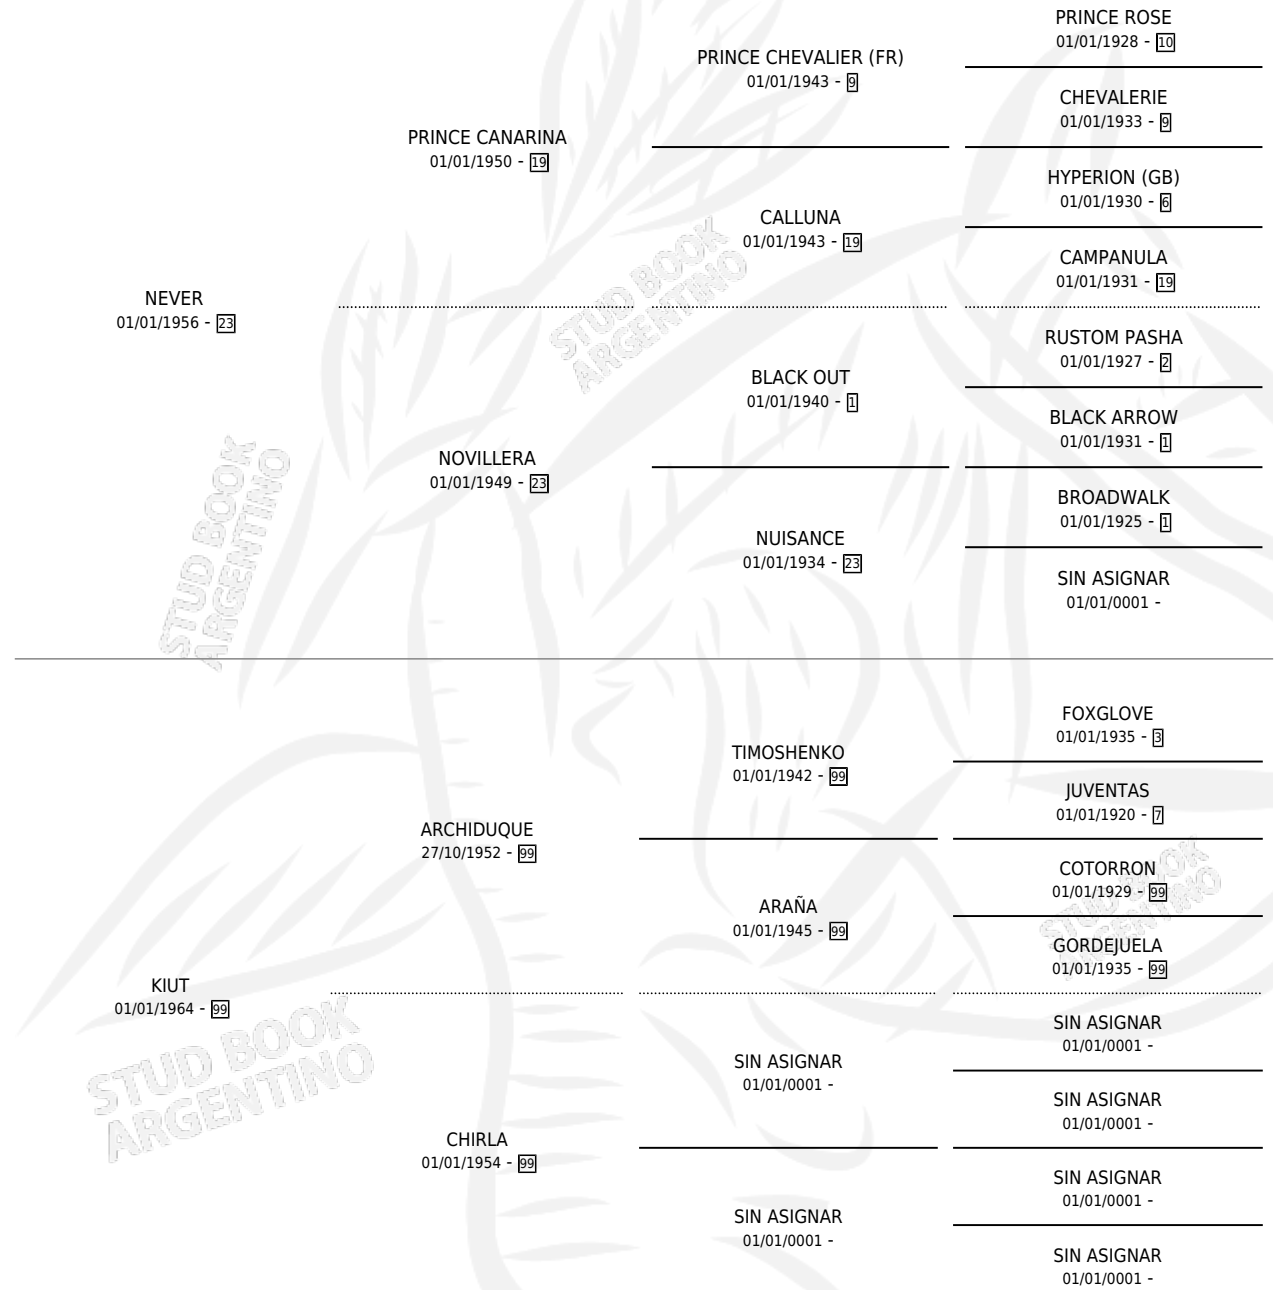 PRINCE ROSE
01/01/1928 - 10
PRINCE CHEVALIER (FR)
01/01/1943 - 9
CHEVALERIE
01/01/1933 - 9
PRINCE CANARINA
01/01/1950 - 19
HYPERION (GB)
01/01/1930 - 6
CALLUNA
01/01/1943 - 19
CAMPANULA
01/01/1931 - 19
NEVER
01/01/1956 - 23
RUSTOM PASHA
01/01/1927 - 2
BLACK OUT
01/01/1940 - 1
BLACK ARROW
01/01/1931 - 1
NOVILLERA
01/01/1949 - 23
BROADWALK
01/01/1925 - 1
NUISANCE
01/01/1934 - 23
SIN ASIGNAR
01/01/0001 -
FOXGLOVE
01/01/1935 - 3
TIMOSHENKO
01/01/1942 - 99
JUVENTAS
01/01/1920 - 7
ARCHIDUQUE
27/10/1952 - 99
COTORRON
01/01/1929 - 99
ARAÑA
01/01/1945 - 99
GORDEJUELA
01/01/1935 - 99
KIUT
01/01/1964 - 99
SIN ASIGNAR
01/01/0001 -
SIN ASIGNAR
01/01/0001 -
SIN ASIGNAR
01/01/0001 -
CHIRLA
01/01/1954 - 99
SIN ASIGNAR
01/01/0001 -
SIN ASIGNAR
01/01/0001 -
SIN ASIGNAR
01/01/0001 -
STUD BOOK
ARGENTINO
STUD BOOK
ARGENTINO
STUD BOOK
ARGENTINO
STUD BOOK
ARGENTINO